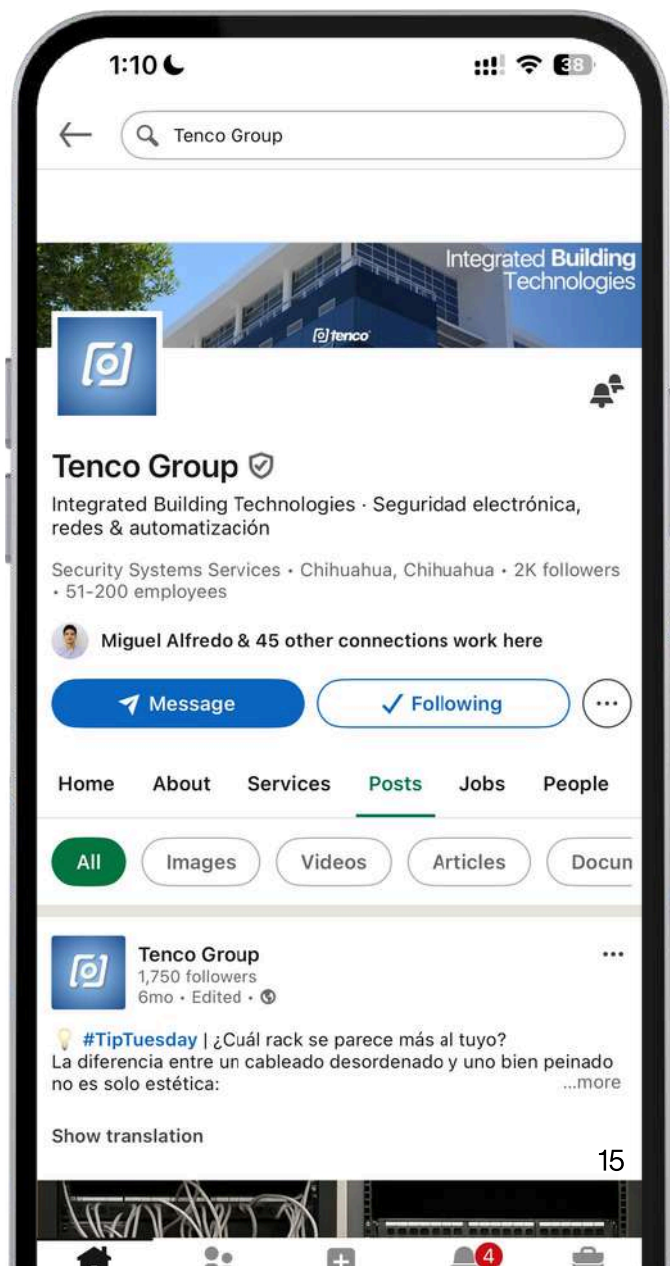 1:10
38
Tenco Group
Integrated Building
Technologies
tenco
Tenco Group
Integrated Building Technologies · Seguridad electrónica,
redes & automatización
Security Systems Services • Chihuahua, Chihuahua • 2K followers
• 51-200 employees
Miguel Alfredo & 45 other connections work here
Message
Following
Home About Services Posts Jobs People
All Images Videos Articles Docum
Tenco Group
1,750 followers
6mo • Edited •
#TipTuesday | ¿Cuál rack se parece más al tuyo?
La diferencia entre un cableado desordenado y uno bien peinado
no es solo estética: ...more
Show translation
15
4